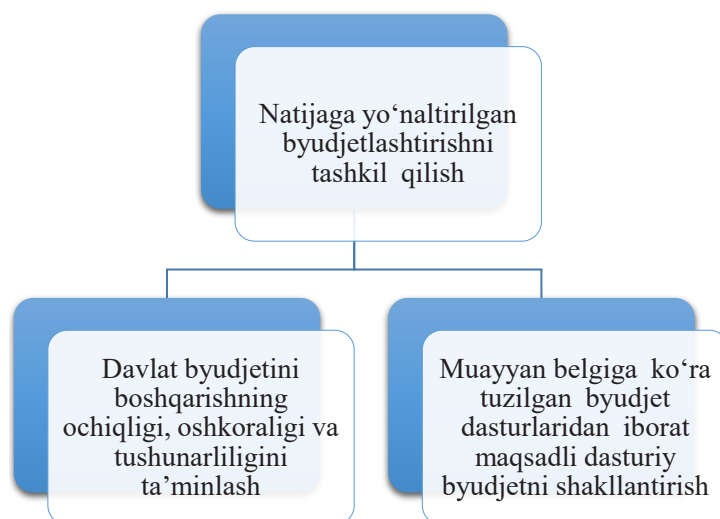 Natijaga yo‘naltirilgan
byudjetlashtirishni
tashkil qilish
Davlat byudjetini
boshqarishning
ochiqligi, oshkoraligi va
tushunarliligini
ta’minlash
Muayyan belgiga ko‘ra
tuzilgan byudjet
dasturlaridan iborat
maqsadli dasturiy
byudjetni shakllantirish